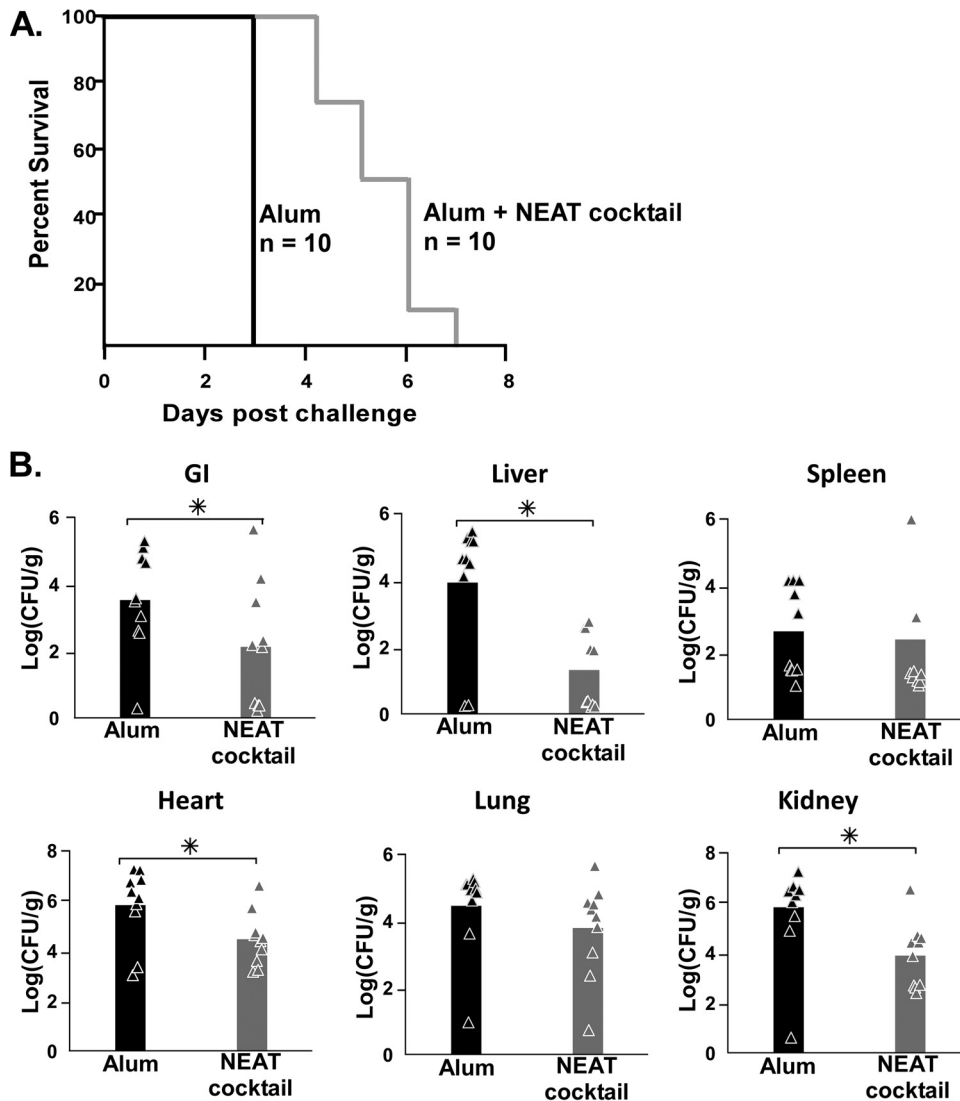 A.
Percent Survival
100
80
60
40
20
Alum
n = 10
Alum + NEAT cocktail
n = 10
0 2 4 6 8
Days post challenge
B.
GI
Log(CFU/g)
6
4
2
0
*
Alum
NEAT
cocktail
Liver
Log(CFU/g)
6
4
2
0
*
Alum
NEAT
cocktail
Spleen
Log(CFU/g)
6
4
2
0
Alum
NEAT
cocktail
Heart
Log(CFU/g)
8
6
4
2
0
*
Alum
NEAT
cocktail
Lung
Log(CFU/g)
6
4
2
0
Alum
NEAT
cocktail
Kidney
Log(CFU/g)
8
6
4
2
0
*
Alum
NEAT
cocktail